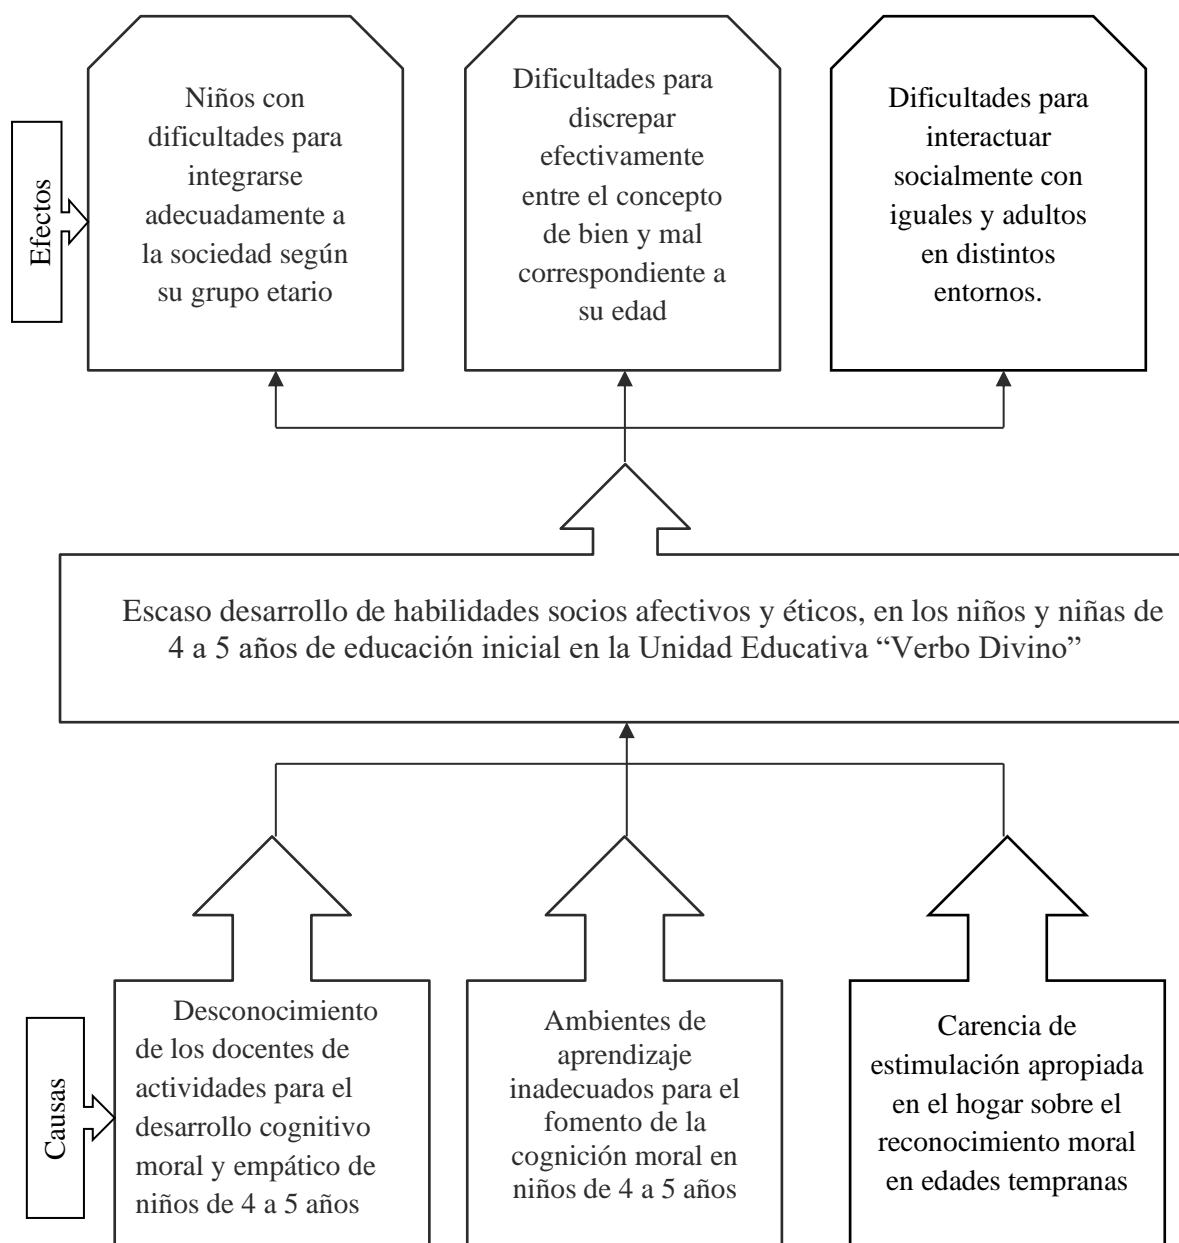 Efectos
Niños con
dificultades para
integrarse
adecuadamente a
la sociedad según
su grupo etario
Dificultades para
discrepar
efectivamente
entre el concepto
de bien y mal
correspondiente a
su edad
Dificultades para
interactuar
socialmente con
iguales y adultos
en distintos
entornos.
Escaso desarrollo de habilidades socios afectivos y éticos, en los niños y niñas de
4 a 5 años de educación inicial en la Unidad Educativa “Verbo Divino”
Causas
Desconocimiento
de los docentes de
actividades para el
desarrollo cognitivo
moral y empático de
niños de 4 a 5 años
Ambientes de
aprendizaje
inadecuados para el
fomento de la
cognición moral en
niños de 4 a 5 años
Carencia de
estimulación apropiada
en el hogar sobre el
reconocimiento moral
en edades tempranas